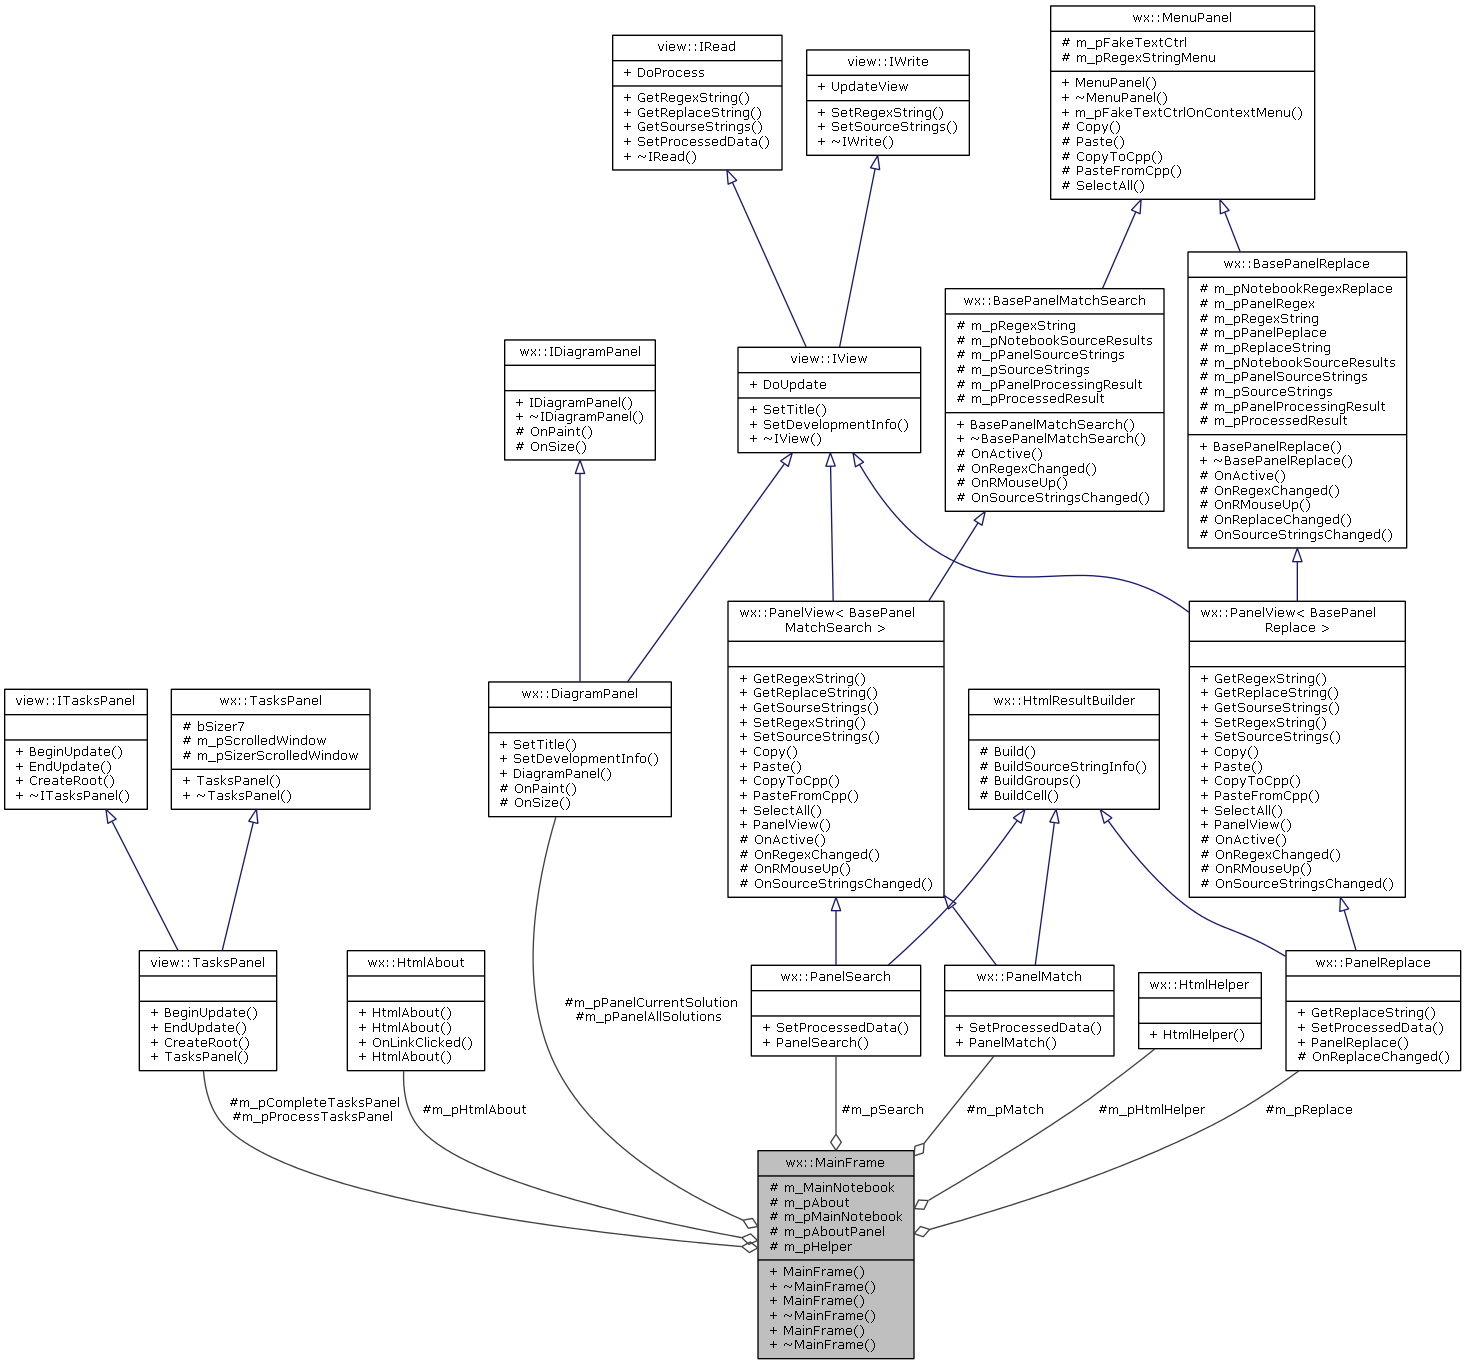 wx::MenuPanel
# m_pFakeTextCtrl
# m_pRegexStringMenu
+ MenuPanel()
+ ~MenuPanel()
+ m_pFakeTextCtrlOnContextMenu()
# Copy()
# Paste()
# CopyToCpp()
# PasteFromCpp()
# SelectAll()
view::IRead
+ DoProcess
+ GetRegexString()
+ GetReplaceString()
+ GetSourseStrings()
+ SetProcessedData()
+ ~IRead()
view::IWrite
+ UpdateView
+ SetRegexString()
+ SetSourceStrings()
+ ~IWrite()
wx::BasePanelReplace
# m_pNotebookRegexReplace
# m_pPanelRegex
# m_pRegexString
# m_pPanelPeplace
# m_pReplaceString
# m_pNotebookSourceResults
# m_pPanelSourceStrings
# m_pSourceStrings
# m_pPanelProcessingResult
# m_pProcessedResult
+ BasePanelReplace()
+ ~BasePanelReplace()
# OnActive()
# OnRegexChanged()
# OnRMouseUp()
# OnReplaceChanged()
# OnSourceStringsChanged()
wx::BasePanelMatchSearch
# m_pRegexString
# m_pNotebookSourceResults
# m_pPanelSourceStrings
# m_pSourceStrings
# m_pPanelProcessingResult
# m_pProcessedResult
+ BasePanelMatchSearch()
+ ~BasePanelMatchSearch()
# OnActive()
# OnRegexChanged()
# OnRMouseUp()
# OnSourceStringsChanged()
wx::IDiagramPanel
+ IDiagramPanel()
+ ~IDiagramPanel()
# OnPaint()
# OnSize()
view::IView
+ DoUpdate
+ SetTitle()
+ SetDevelopmentInfo()
+ ~IView()
wx::PanelView< BasePanel
MatchSearch >
+ GetRegexString()
+ GetReplaceString()
+ GetSourseStrings()
+ SetRegexString()
+ SetSourceStrings()
+ Copy()
+ Paste()
+ CopyToCpp()
+ PasteFromCpp()
+ SelectAll()
+ PanelView()
# OnActive()
# OnRegexChanged()
# OnRMouseUp()
# OnSourceStringsChanged()
wx::PanelView< BasePanel
Replace >
+ GetRegexString()
+ GetReplaceString()
+ GetSourseStrings()
+ SetRegexString()
+ SetSourceStrings()
+ Copy()
+ Paste()
+ CopyToCpp()
+ PasteFromCpp()
+ SelectAll()
+ PanelView()
# OnActive()
# OnRegexChanged()
# OnRMouseUp()
# OnSourceStringsChanged()
view::ITasksPanel
+ BeginUpdate()
+ EndUpdate()
+ CreateRoot()
+ ~ITasksPanel()
wx::TasksPanel
# bSizer7
# m_pScrolledWindow
# m_pSizerScrolledWindow
+ TasksPanel()
+ ~TasksPanel()
wx::DiagramPanel
+ SetTitle()
+ SetDevelopmentInfo()
+ DiagramPanel()
# OnPaint()
# OnSize()
wx::HtmlResultBuilder
# Build()
# BuildSourceStringInfo()
# BuildGroups()
# BuildCell()
view::TasksPanel
+ BeginUpdate()
+ EndUpdate()
+ CreateRoot()
+ TasksPanel()
wx::HtmlAbout
+ HtmlAbout()
+ HtmlAbout()
+ OnLinkClicked()
+ HtmlAbout()
#m_pPanelCurrentSolution
#m_pPanelAllSolutions
wx::PanelSearch
+ SetProcessedData()
+ PanelSearch()
wx::PanelMatch
+ SetProcessedData()
+ PanelMatch()
wx::HtmlHelper
+ HtmlHelper()
wx::PanelReplace
+ GetReplaceString()
+ SetProcessedData()
+ PanelReplace()
# OnReplaceChanged()
#m_pCompleteTasksPanel
#m_pProcessTasksPanel
#m_pHtmlAbout
#m_pSearch
#m_pMatch
#m_pHtmlHelper
#m_pReplace
wx::MainFrame
# m_MainNotebook
# m_pAbout
# m_pMainNotebook
# m_pAboutPanel
# m_pHelper
+ MainFrame()
+ ~MainFrame()
+ MainFrame()
+ ~MainFrame()
+ MainFrame()
+ ~MainFrame()